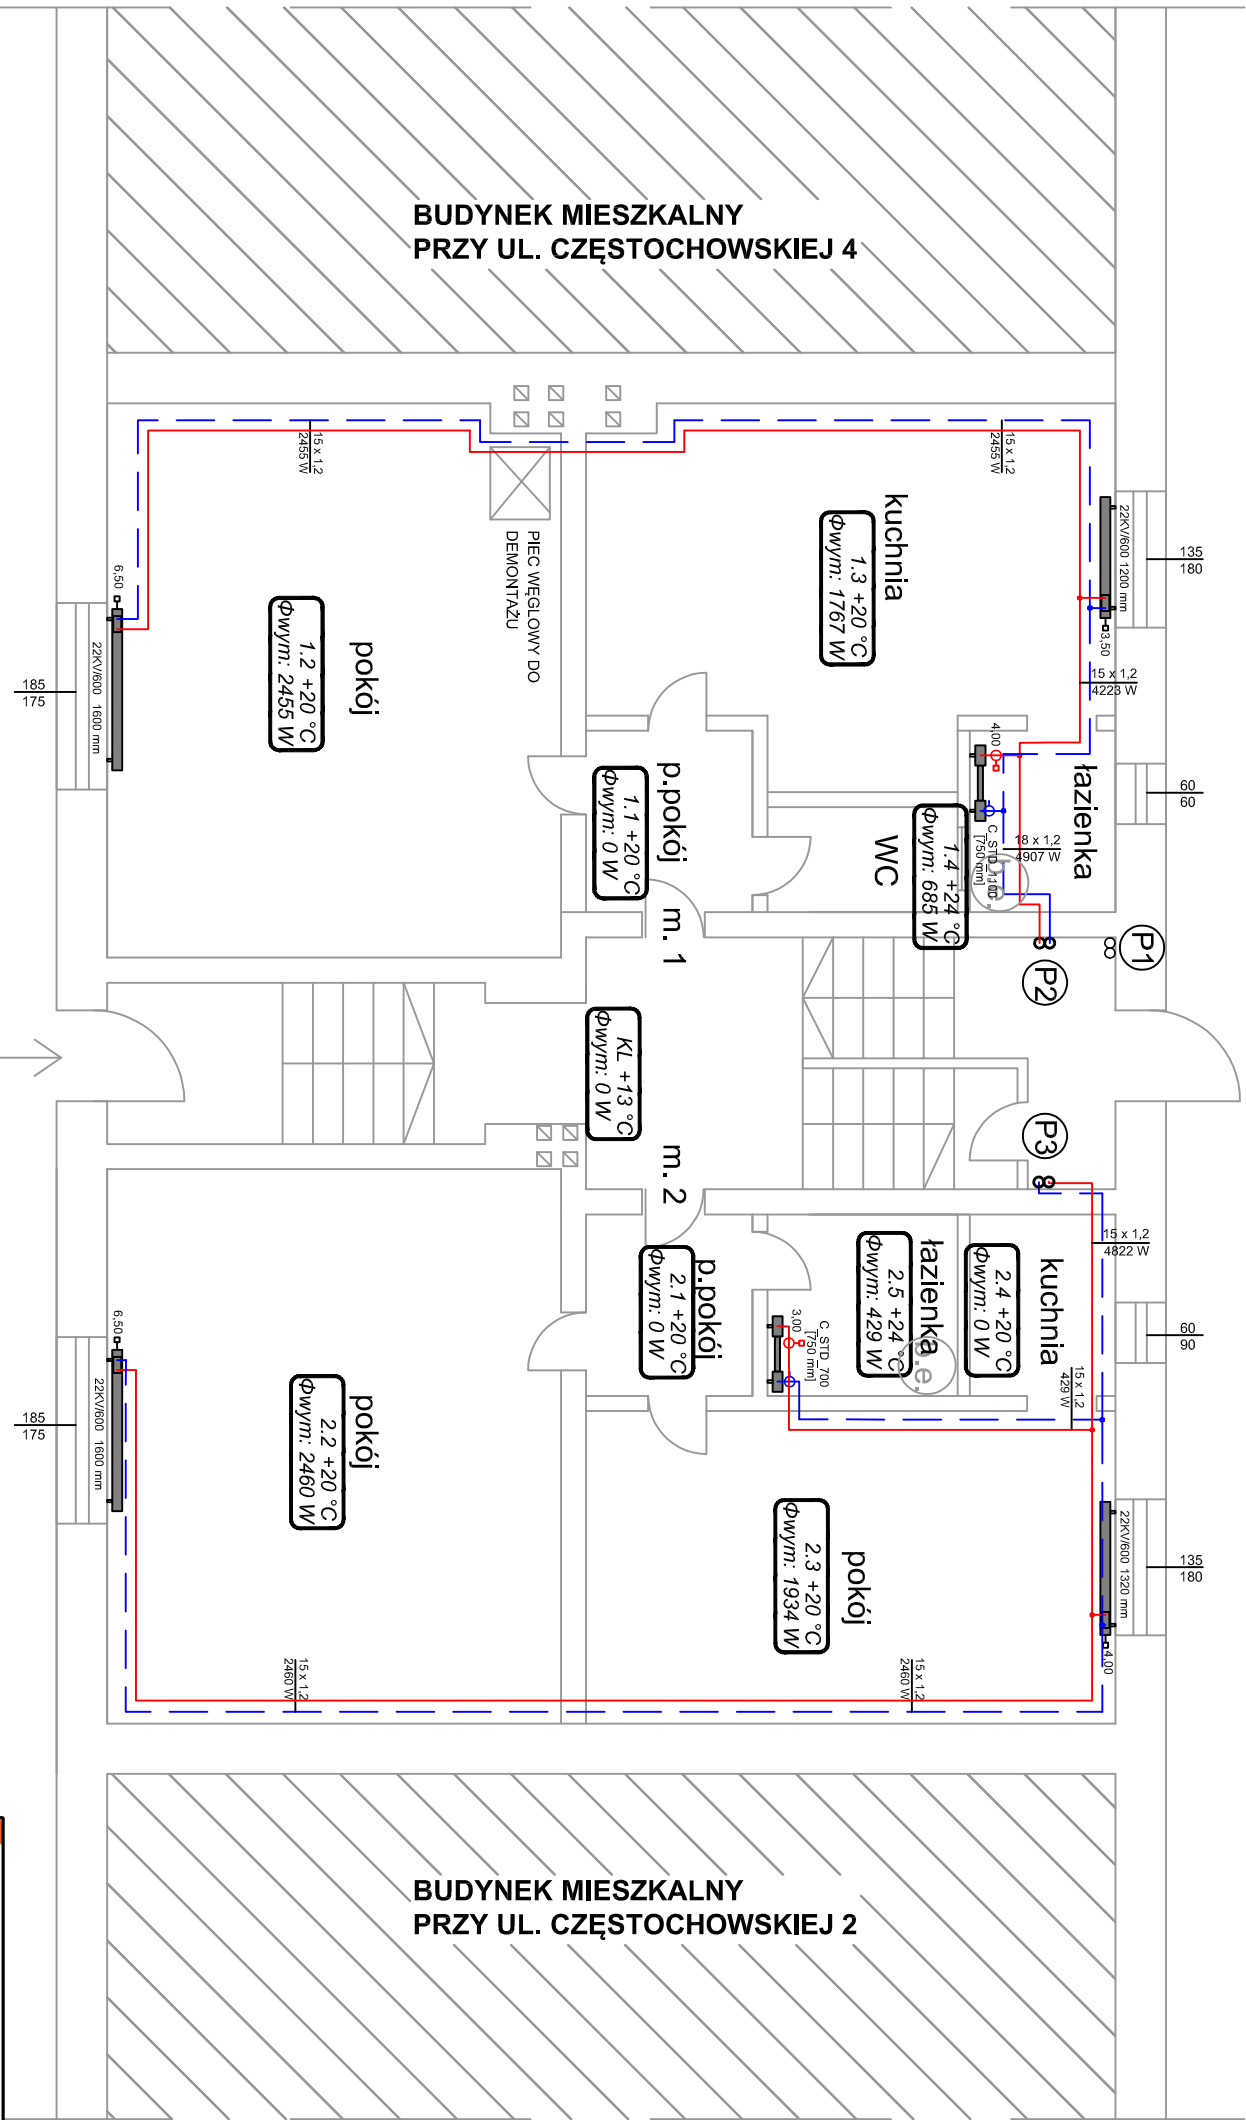 BUDYNEK MIESZKALNY
PRZY UL. CZĘSTOCHOWSKIEJ 4
15 x 1,2
2455 W
15 x 1,2
2455 W
kuchnia
1.3 +20 °C
Φwym: 1767 W
22KV/600 1200 mm
135
180
3,50
PIEC WĘGLOWY DO
DEMONTAŻU
6,50
pokój
1.2 +20 °C
Φwym: 2455 W
22KV/600 1600 mm
185
175
15 x 1,2
4223 W
4,00
łazienka
60
60
p.pokój
1.1 +20 °C
Φwym: 0 W
WC
1.4 +24 °C
Φwym: 685 W
C_STD_1100
[750 mm]
18 x 1,2
4907 W
b.e.
m. 1
P1
P2
KL +13 °C
Φwym: 0 W
P3
m. 2
15 x 1,2
4822 W
p.pokój
2.1 +20 °C
Φwym: 0 W
łazienka
2.5 +24 °C
Φwym: 429 W
kuchnia
2.4 +20 °C
Φwym: 0 W
60
90
b.e.
3,00
C_STD_700
[750 mm]
15 x 1,2
429 W
6,50
pokój
2.2 +20 °C
Φwym: 2460 W
22KV/600 1600 mm
185
175
pokój
2.3 +20 °C
Φwym: 1934 W
22KV/600 1320 mm
135
180
4,00
15 x 1,2
2460 W
15 x 1,2
2460 W
BUDYNEK MIESZKALNY
PRZY UL. CZĘSTOCHOWSKIEJ 2